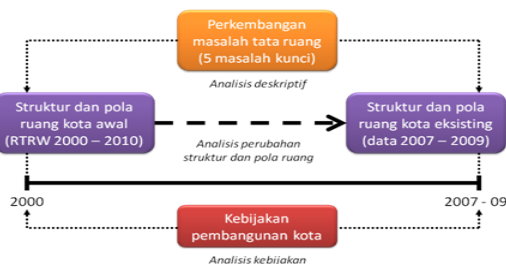 Perkembangan
masalah tata ruang
(5 masalah kunci)
Analisis deskriptif
Struktur dan pola
ruang kota awal
(RTRW 2000 – 2010)
Analisis perubahan
struktur dan pola ruang
Struktur dan pola
ruang kota eksisting
(data 2007 – 2009)
2000
2007 - 09
Kebijakan
pembangunan kota
Analisis kebijakan